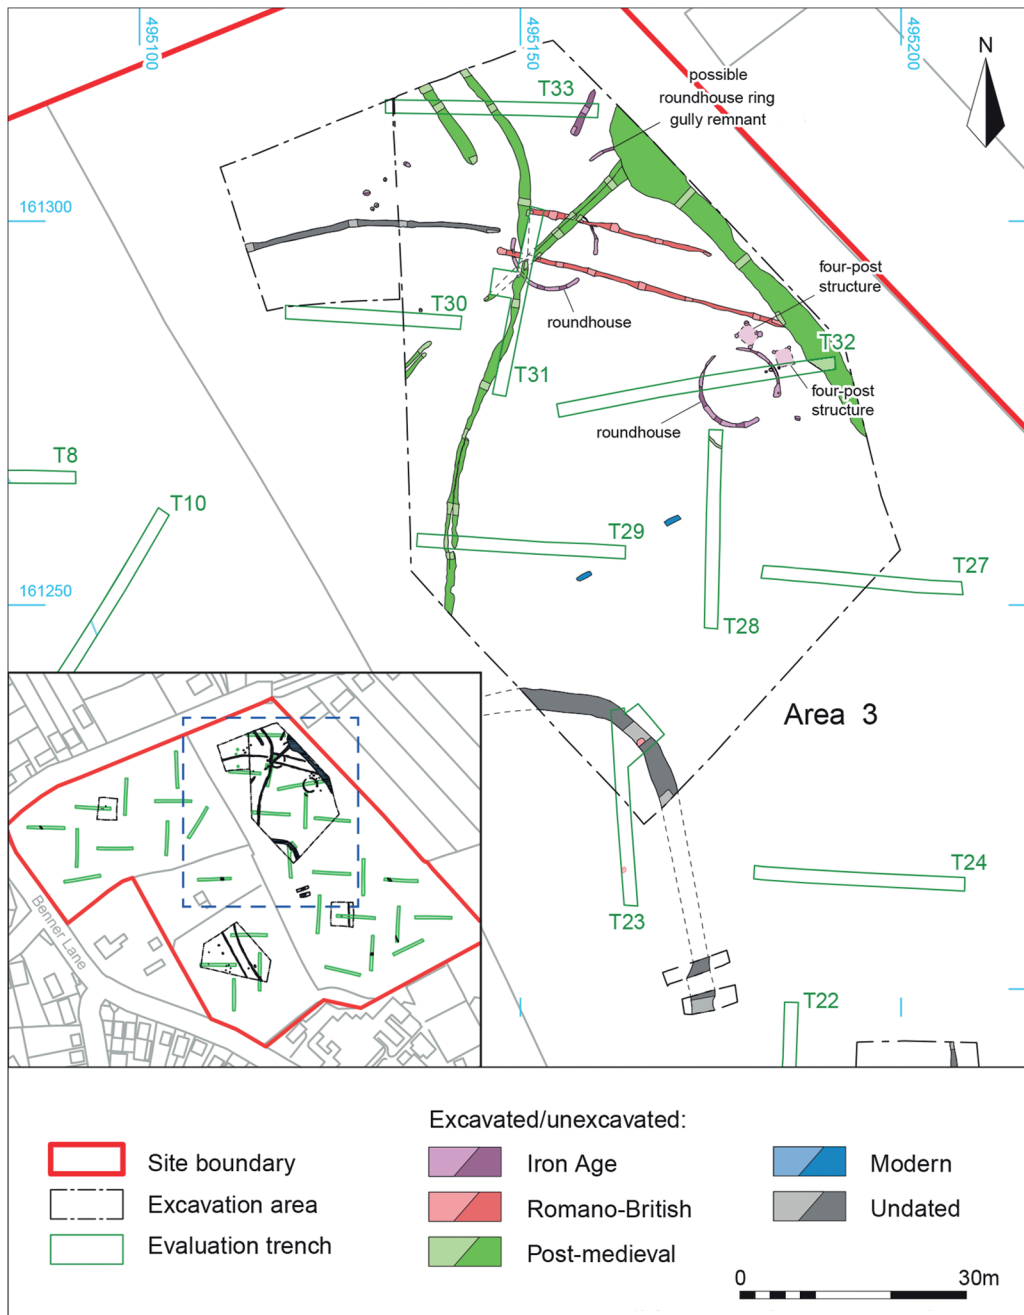 495100
495150
495200
N
possible
roundhouse ring
gully remnant
T33
161300
four-post
structure
T30
roundhouse
T32
T31
four-post
structure
roundhouse
T8
T10
T29
T27
161250
T28
Area 3
T24
T23
T22
Benner Lane
Excavated/unexcavated:
Site boundary
Iron Age
Modern
Excavation area
Romano-British
Undated
Evaluation trench
Post-medieval
0
30m